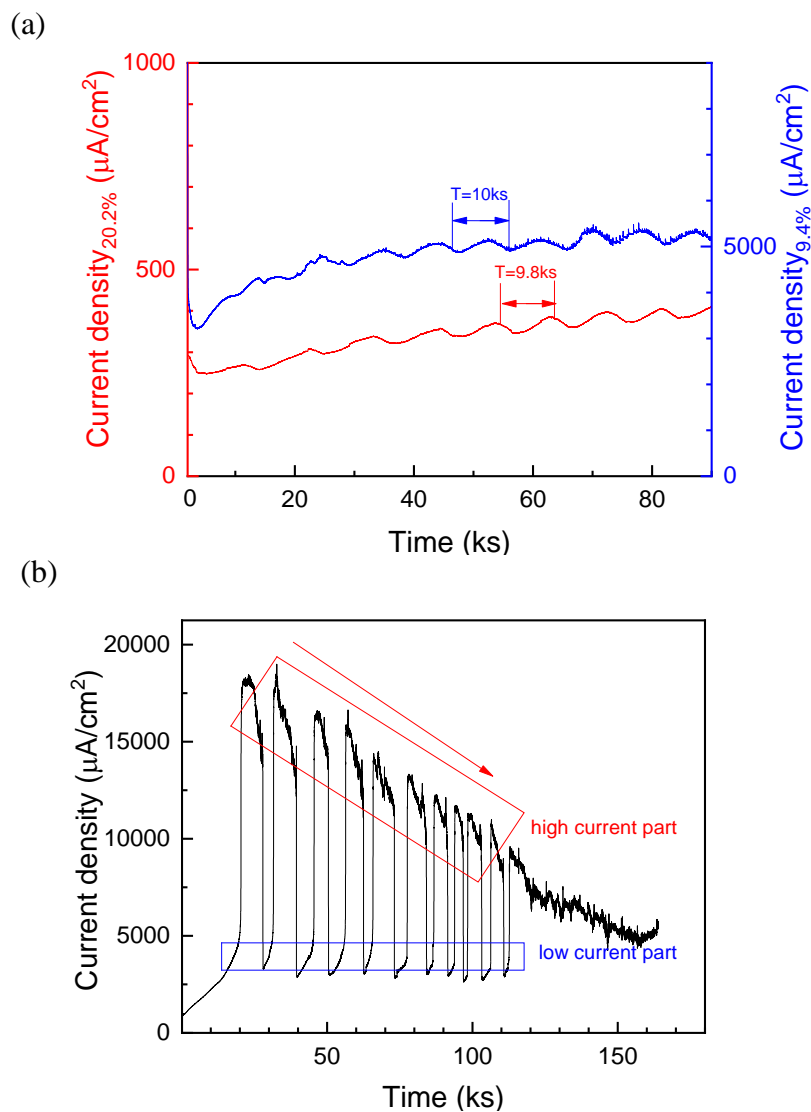 (a)
1000
500
0
Current density20.2% (μA/cm²)
T=10ks
T=9.8ks
5000
0
Current density9.4% (μA/cm²)
0
20
40
60
80
Time (ks)
(b)
20000
15000
10000
5000
0
Current density (μA/cm²)
high current part
low current part
50
100
150
Time (ks)